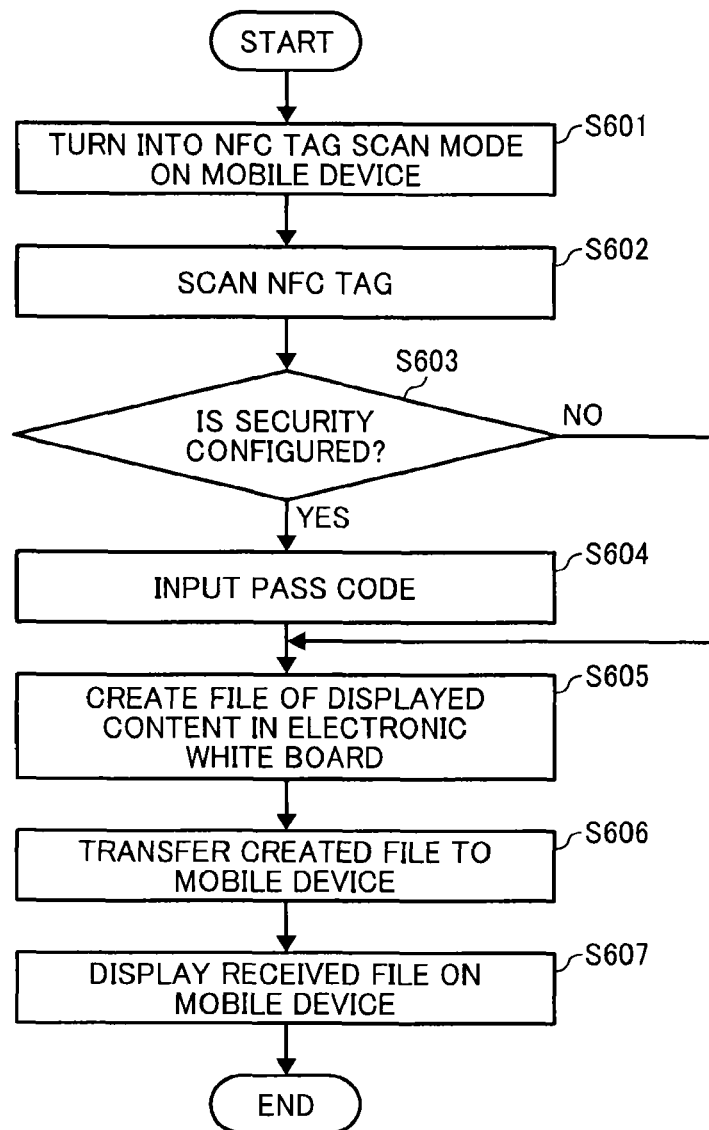 START
S601
TURN INTO NFC TAG SCAN MODE
ON MOBILE DEVICE
S602
SCAN NFC TAG
S603
IS SECURITY
CONFIGURED?
NO
YES
S604
INPUT PASS CODE
S605
CREATE FILE OF DISPLAYED
CONTENT IN ELECTRONIC
WHITE BOARD
S606
TRANSFER CREATED FILE TO
MOBILE DEVICE
S607
DISPLAY RECEIVED FILE ON
MOBILE DEVICE
END